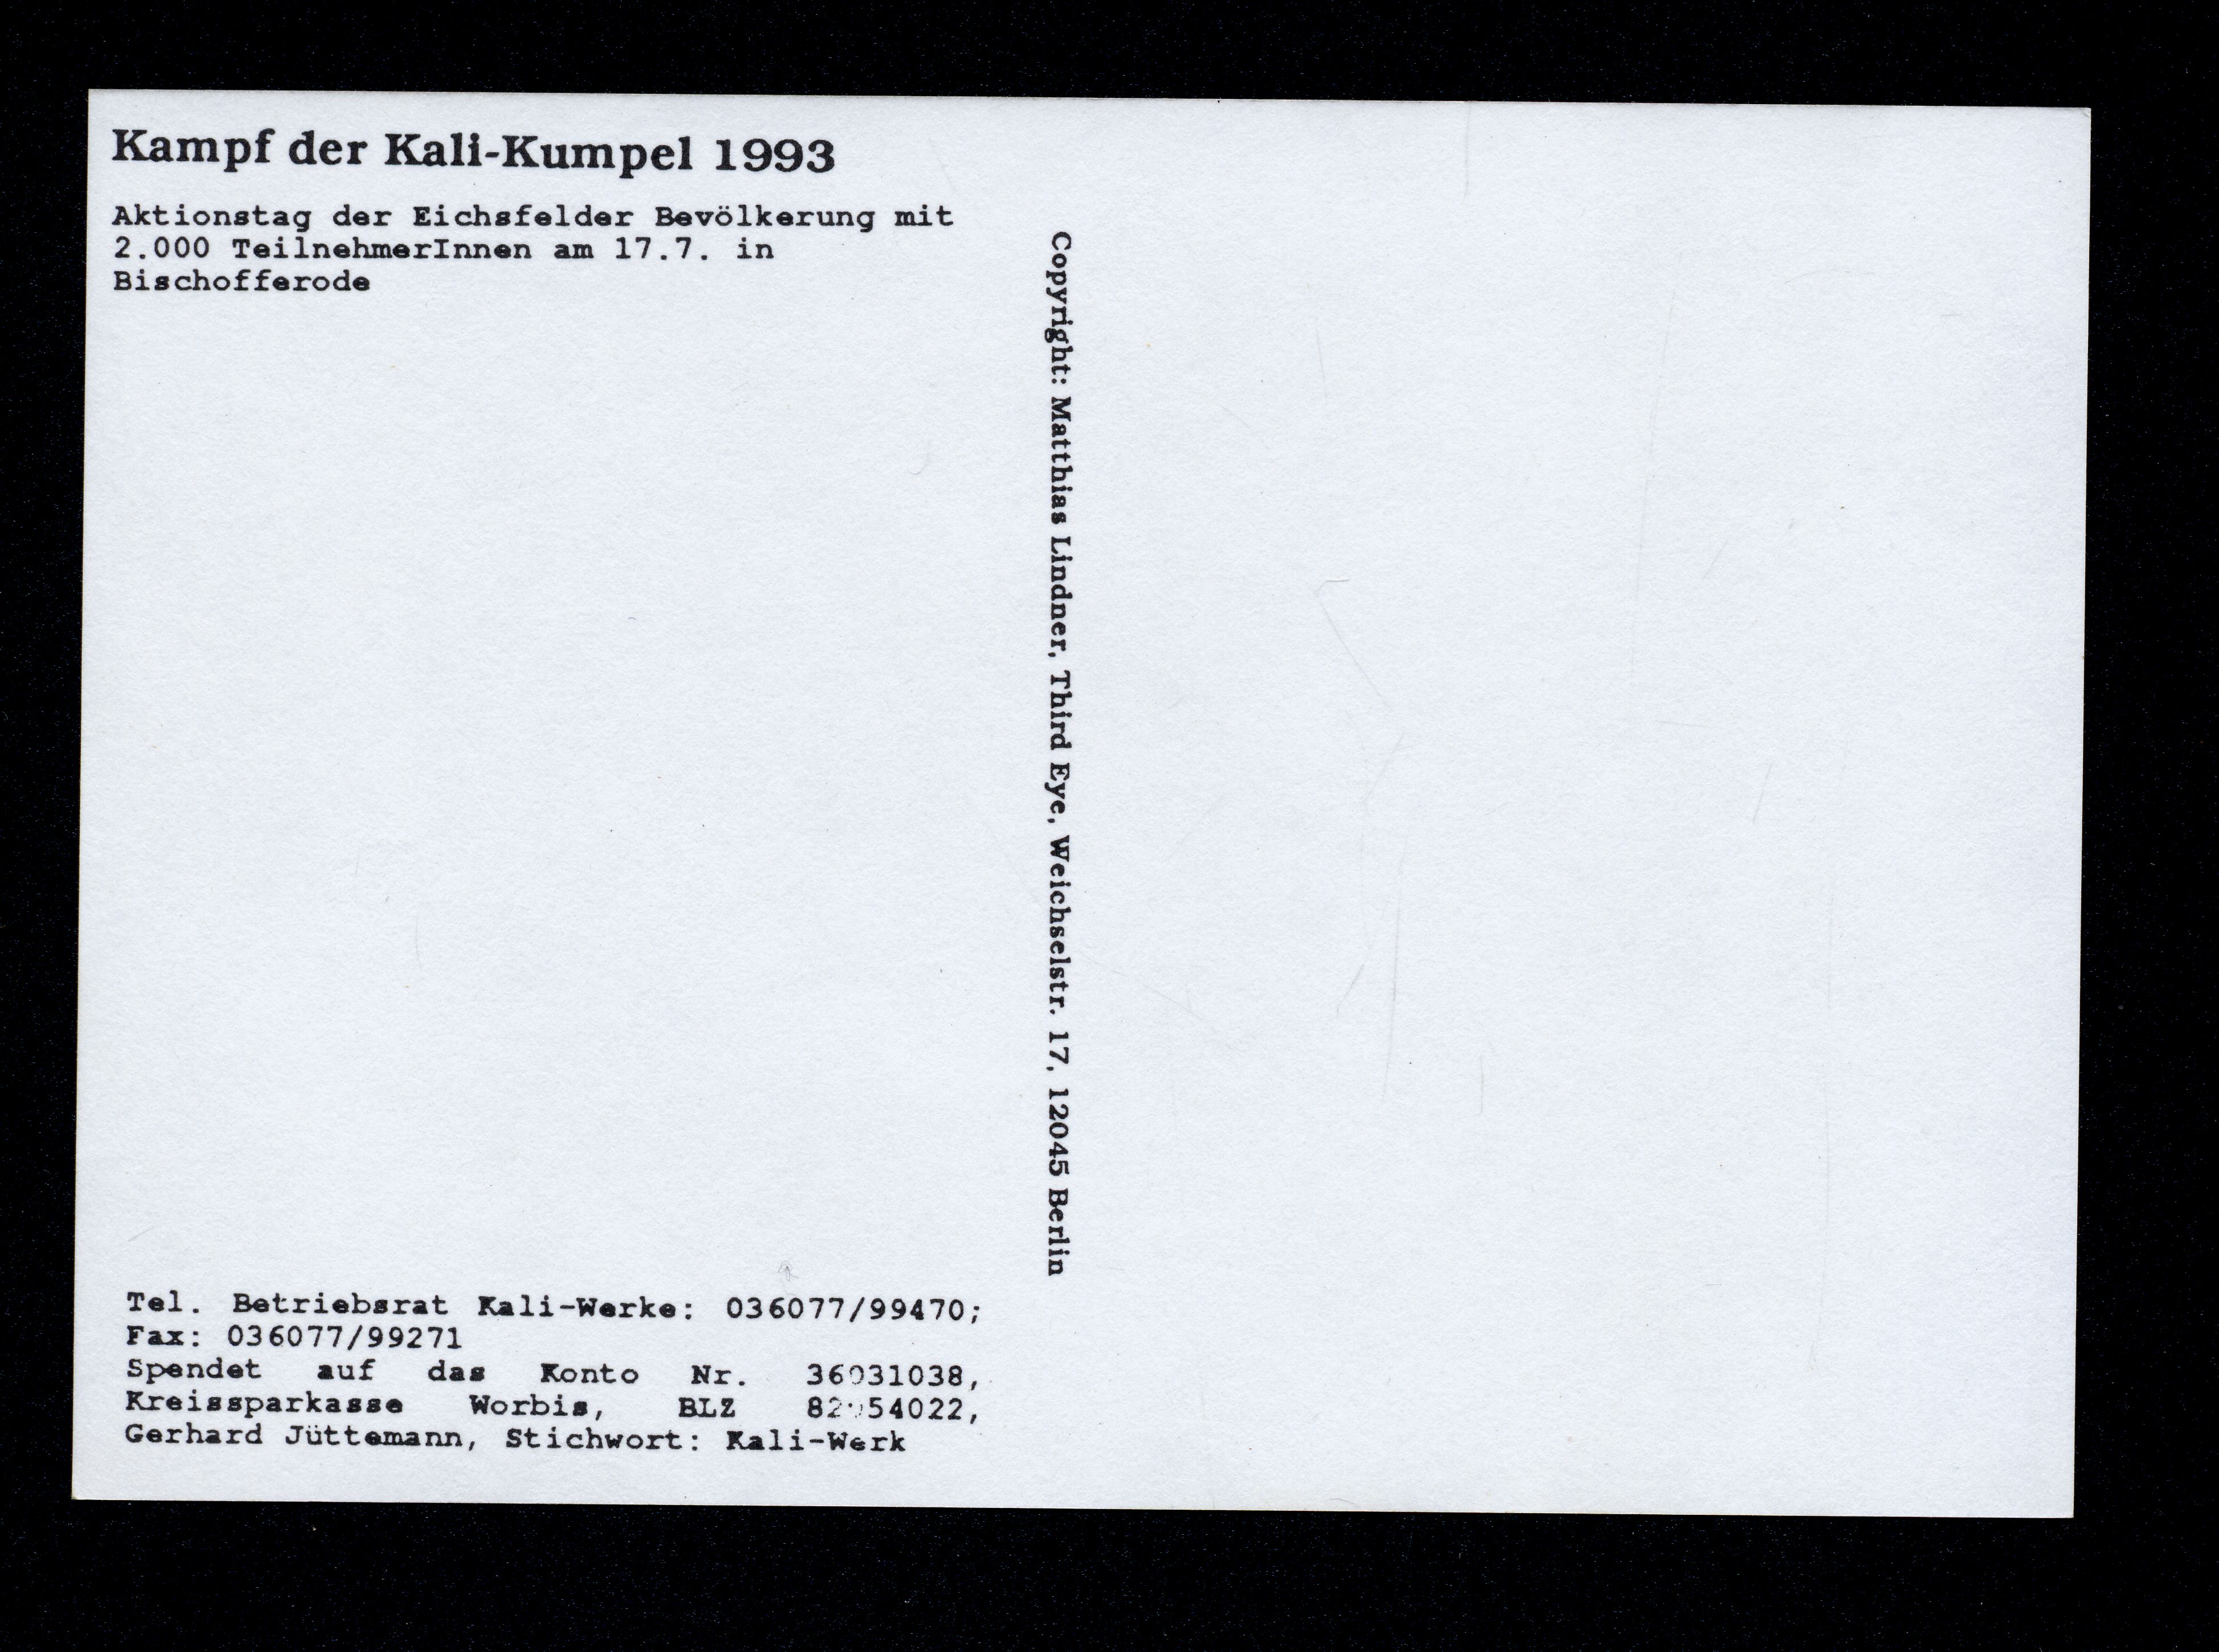 Kampf der Kali-Kumpel 1993
Aktionstag der Eichsfelder Bevölkerung mit
2.000 TeilnehmerInnen am 17.7. in
Bischofferode
Copyright: Matthias Lindner, Third Eye, Weichselstr. 17, 12045 Berlin
Tel. Betriebsrat Kali-Werke: 036077/99470;
Fax: 036077/99271
Spendet auf das Konto Nr. 36031038,
Kreissparkasse Worbis, BLZ
Gerhard Jüttemann, Stichwort: Kali-Werk